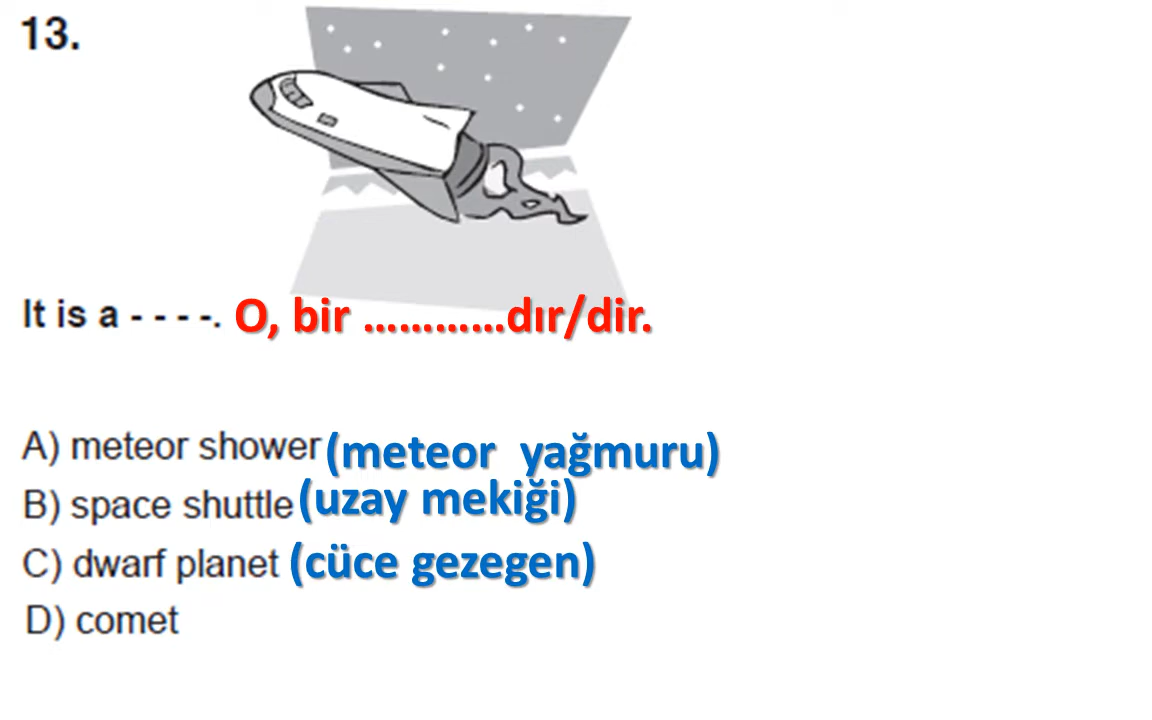 13.
It is a - - - -. O, bir …………dır/dir.
A) meteor shower (meteor yağmuru)
B) space shuttle (uzay mekiği)
C) dwarf planet (cüce gezegen)
D) comet